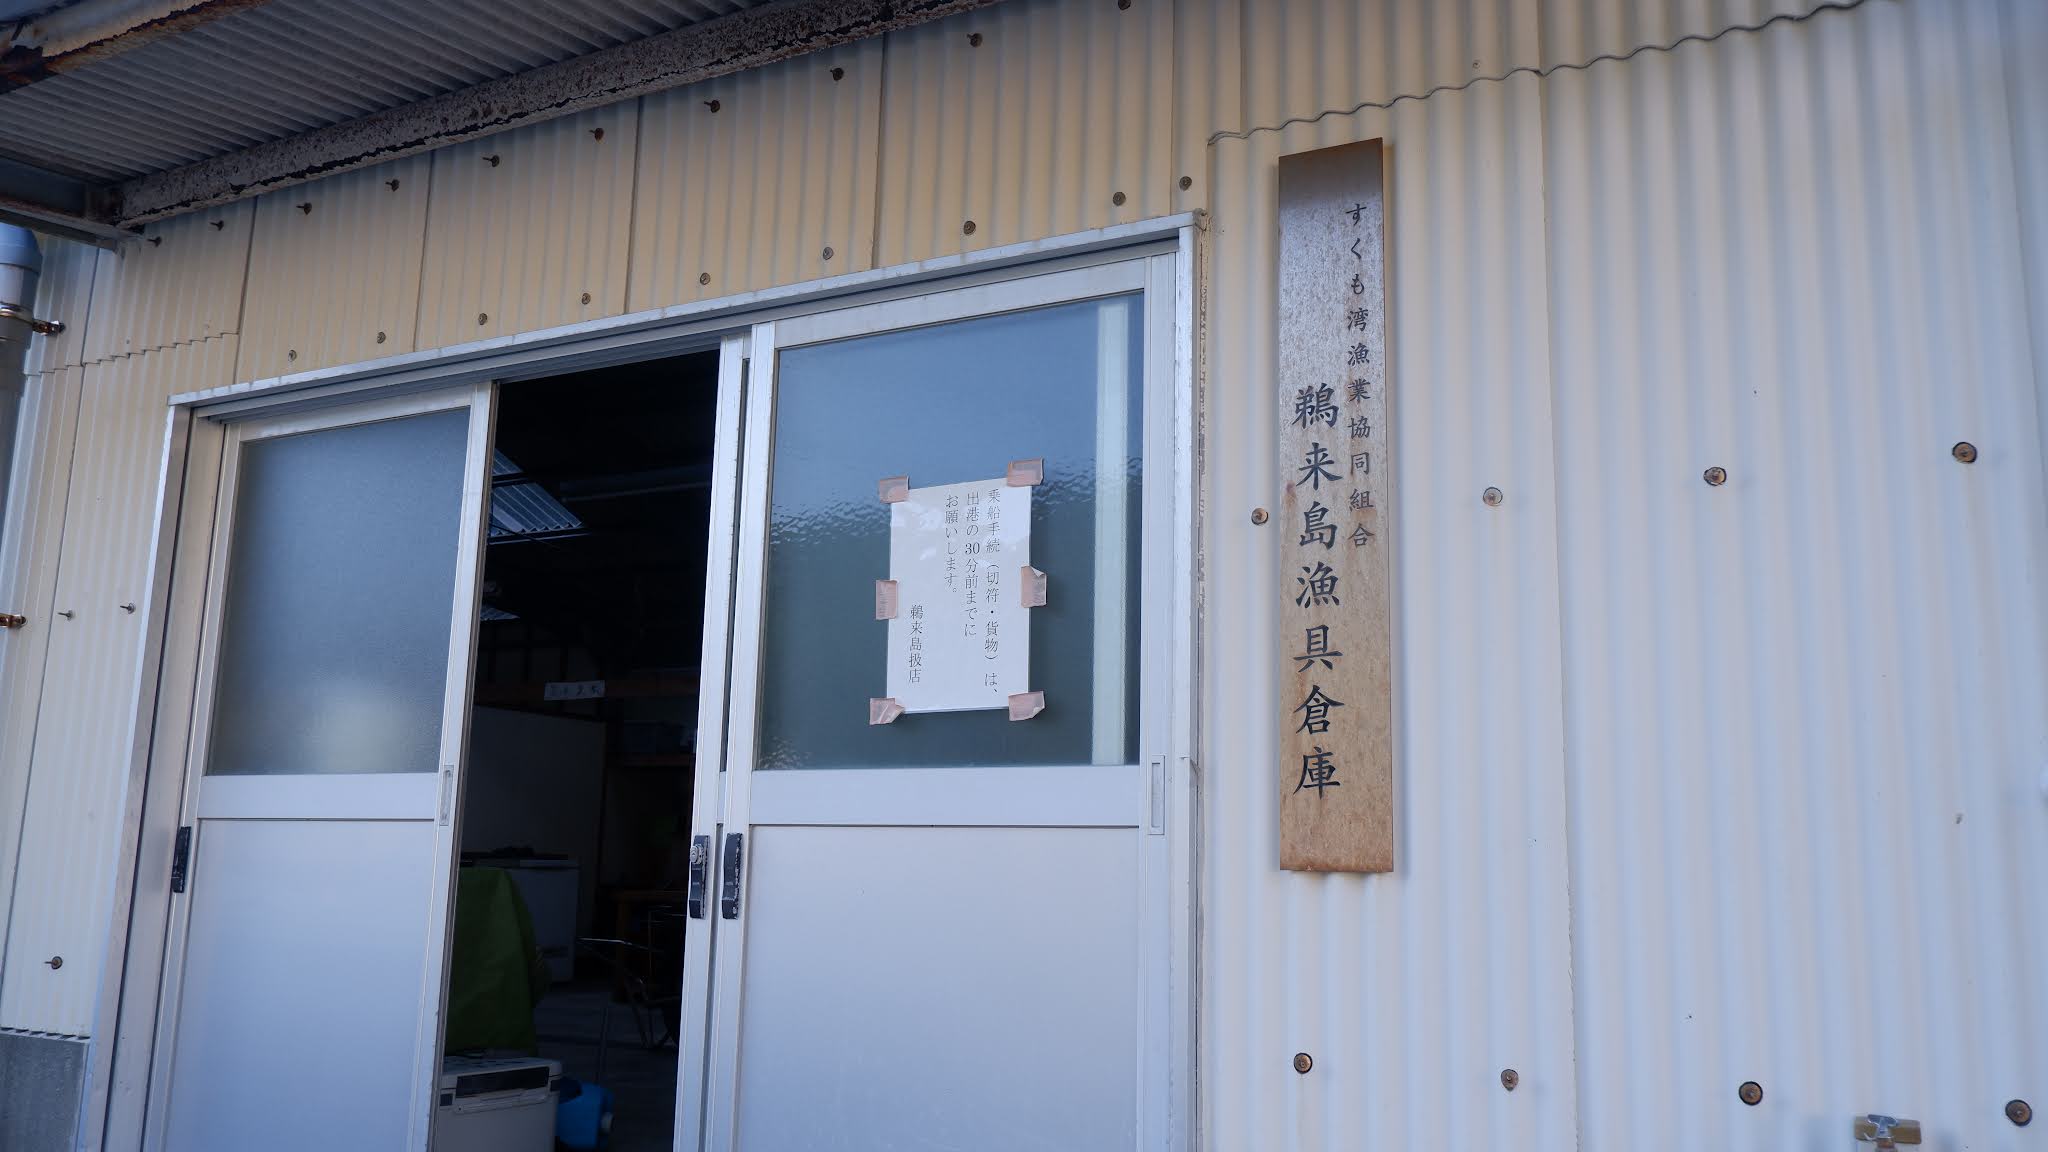 すくも湾漁業協同組合
鵜来島漁具倉庫
乗船手続（切符・貨物）は、
出港の30分前までに
お願いします。
鵜来島扱店